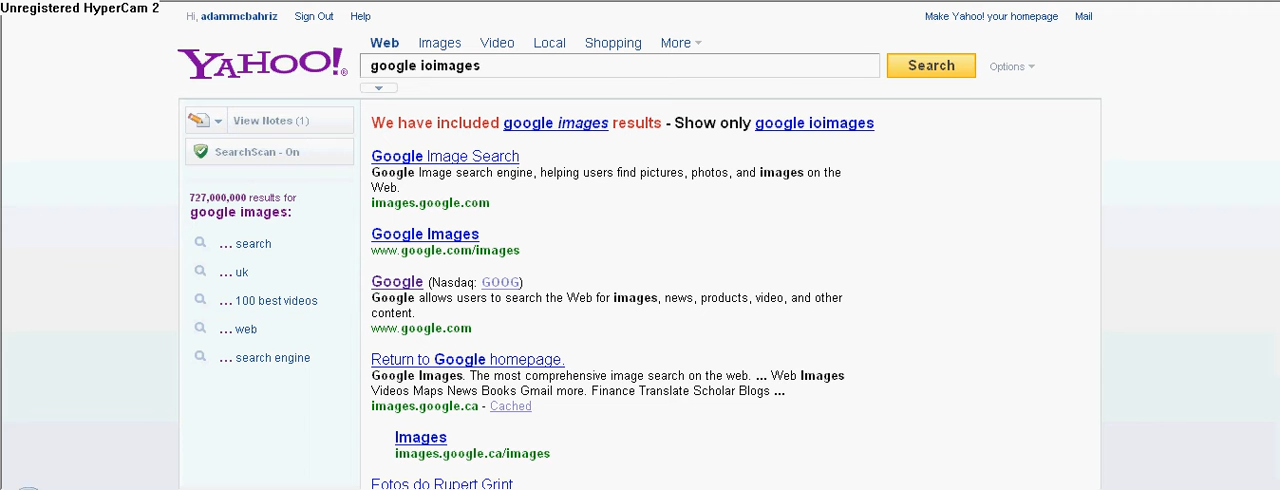 Unregistered HyperCam 2
Hi, adammcbahriz Sign Out Help Make Yahoo! your homepage Mail
Web Images Video Local Shopping More
YAHOO!®
google ioimages Search Options
View Notes (1)
SearchScan - On
727,000,000 results for
google images:
... search
... uk
... 100 best videos
... web
... search engine
We have included google images results - Show only google ioimages
Google Image Search
Google Image search engine, helping users find pictures, photos, and images on the
Web.
images.google.com
Google Images
www.google.com/images
Google (Nasdaq: GOOG)
Google allows users to search the Web for images, news, products, video, and other
content.
www.google.com
Return to Google homepage.
Google Images. The most comprehensive image search on the web. ... Web Images
Videos Maps News Books Gmail more. Finance Translate Scholar Blogs ...
images.google.ca - Cached
Images
images.google.ca/images
Fotos do Rupert Grint